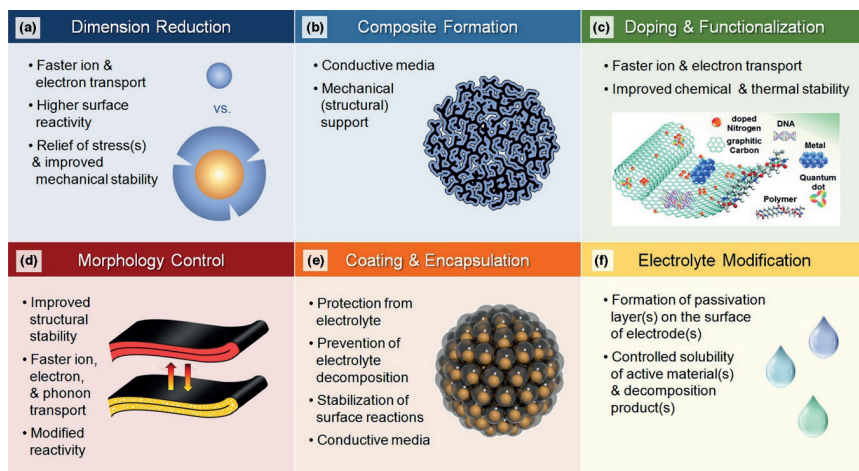 (a) Dimension Reduction
• Faster ion &
electron transport
• Higher surface
reactivity
• Relief of stress(s)
& improved
mechanical stability
vs.
(b) Composite Formation
• Conductive media
• Mechanical
(structural)
support
(c) Doping & Functionalization
• Faster ion & electron transport
• Improved chemical & thermal stability
doped
Nitrogen
graphitic
Carbon
DNA
Metal
Quantum
dot
Polymer
(d) Morphology Control
• Improved
structural
stability
• Faster ion,
electron,
& phonon
transport
• Modified
reactivity
(e) Coating & Encapsulation
• Protection from
electrolyte
• Prevention of
electrolyte
decomposition
• Stabilization of
surface reactions
• Conductive media
(f) Electrolyte Modification
• Formation of passivation
layer(s) on the surface
of electrode(s)
• Controlled solubility
of active material(s)
& decomposition
product(s)